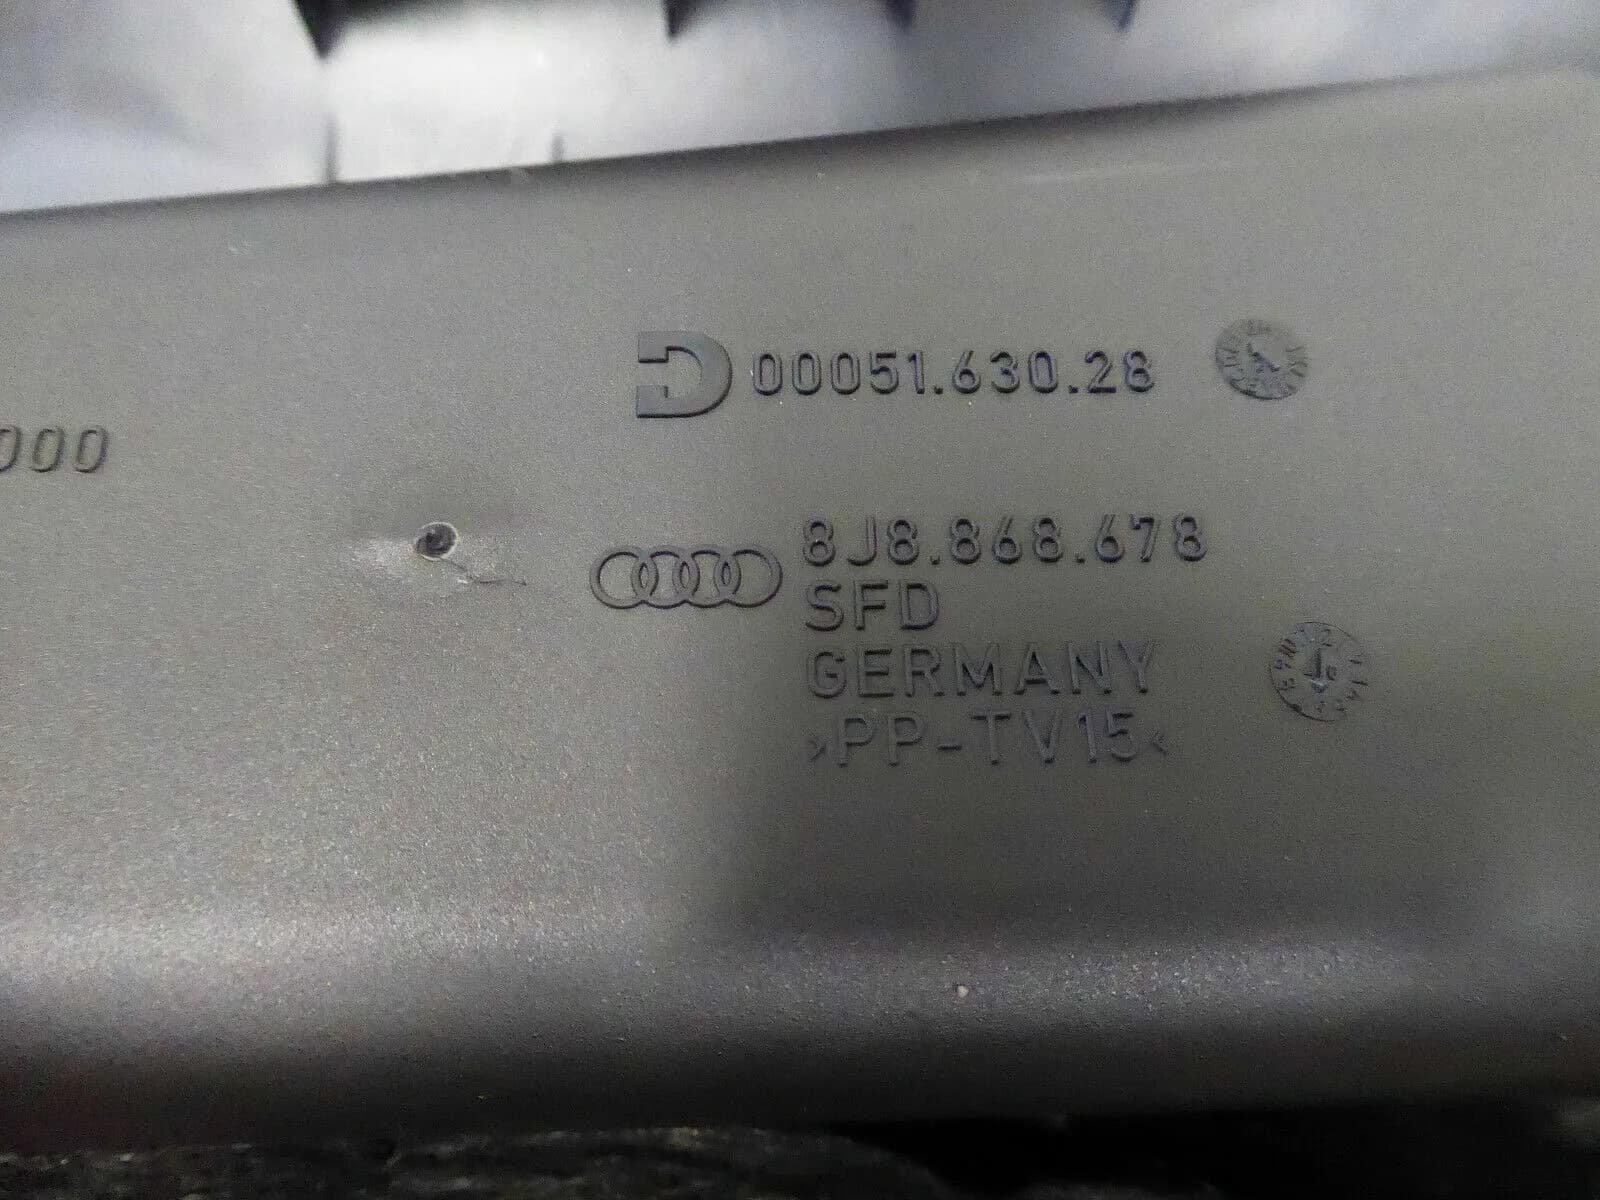 00051.630.28
000
8J8.868.678
SFD
GERMANY
>PP-TV15<